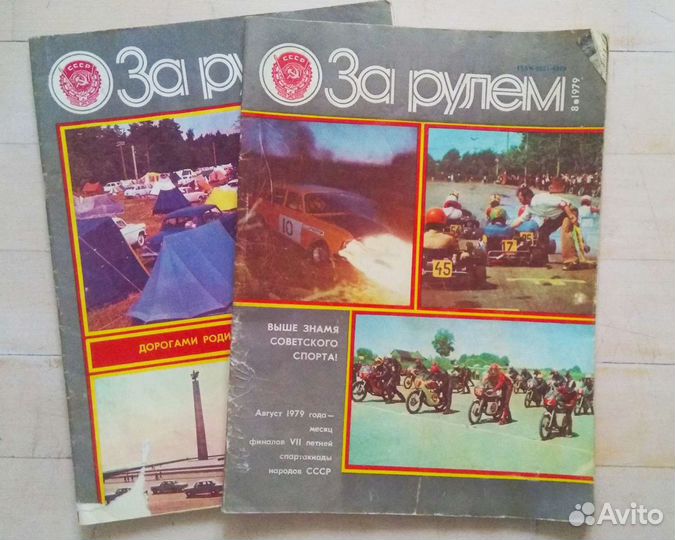 СССР
За ру
СССР
За рулем
8•1979
10
45
17
ДОРОГАМИ РОДИ
ВЫШЕ ЗНАМЯ
СОВЕТСКОГО
СПОРТА!
Август 1979 года—
месяц
финалов VII летней
спартакиады
народов СССР
Avito